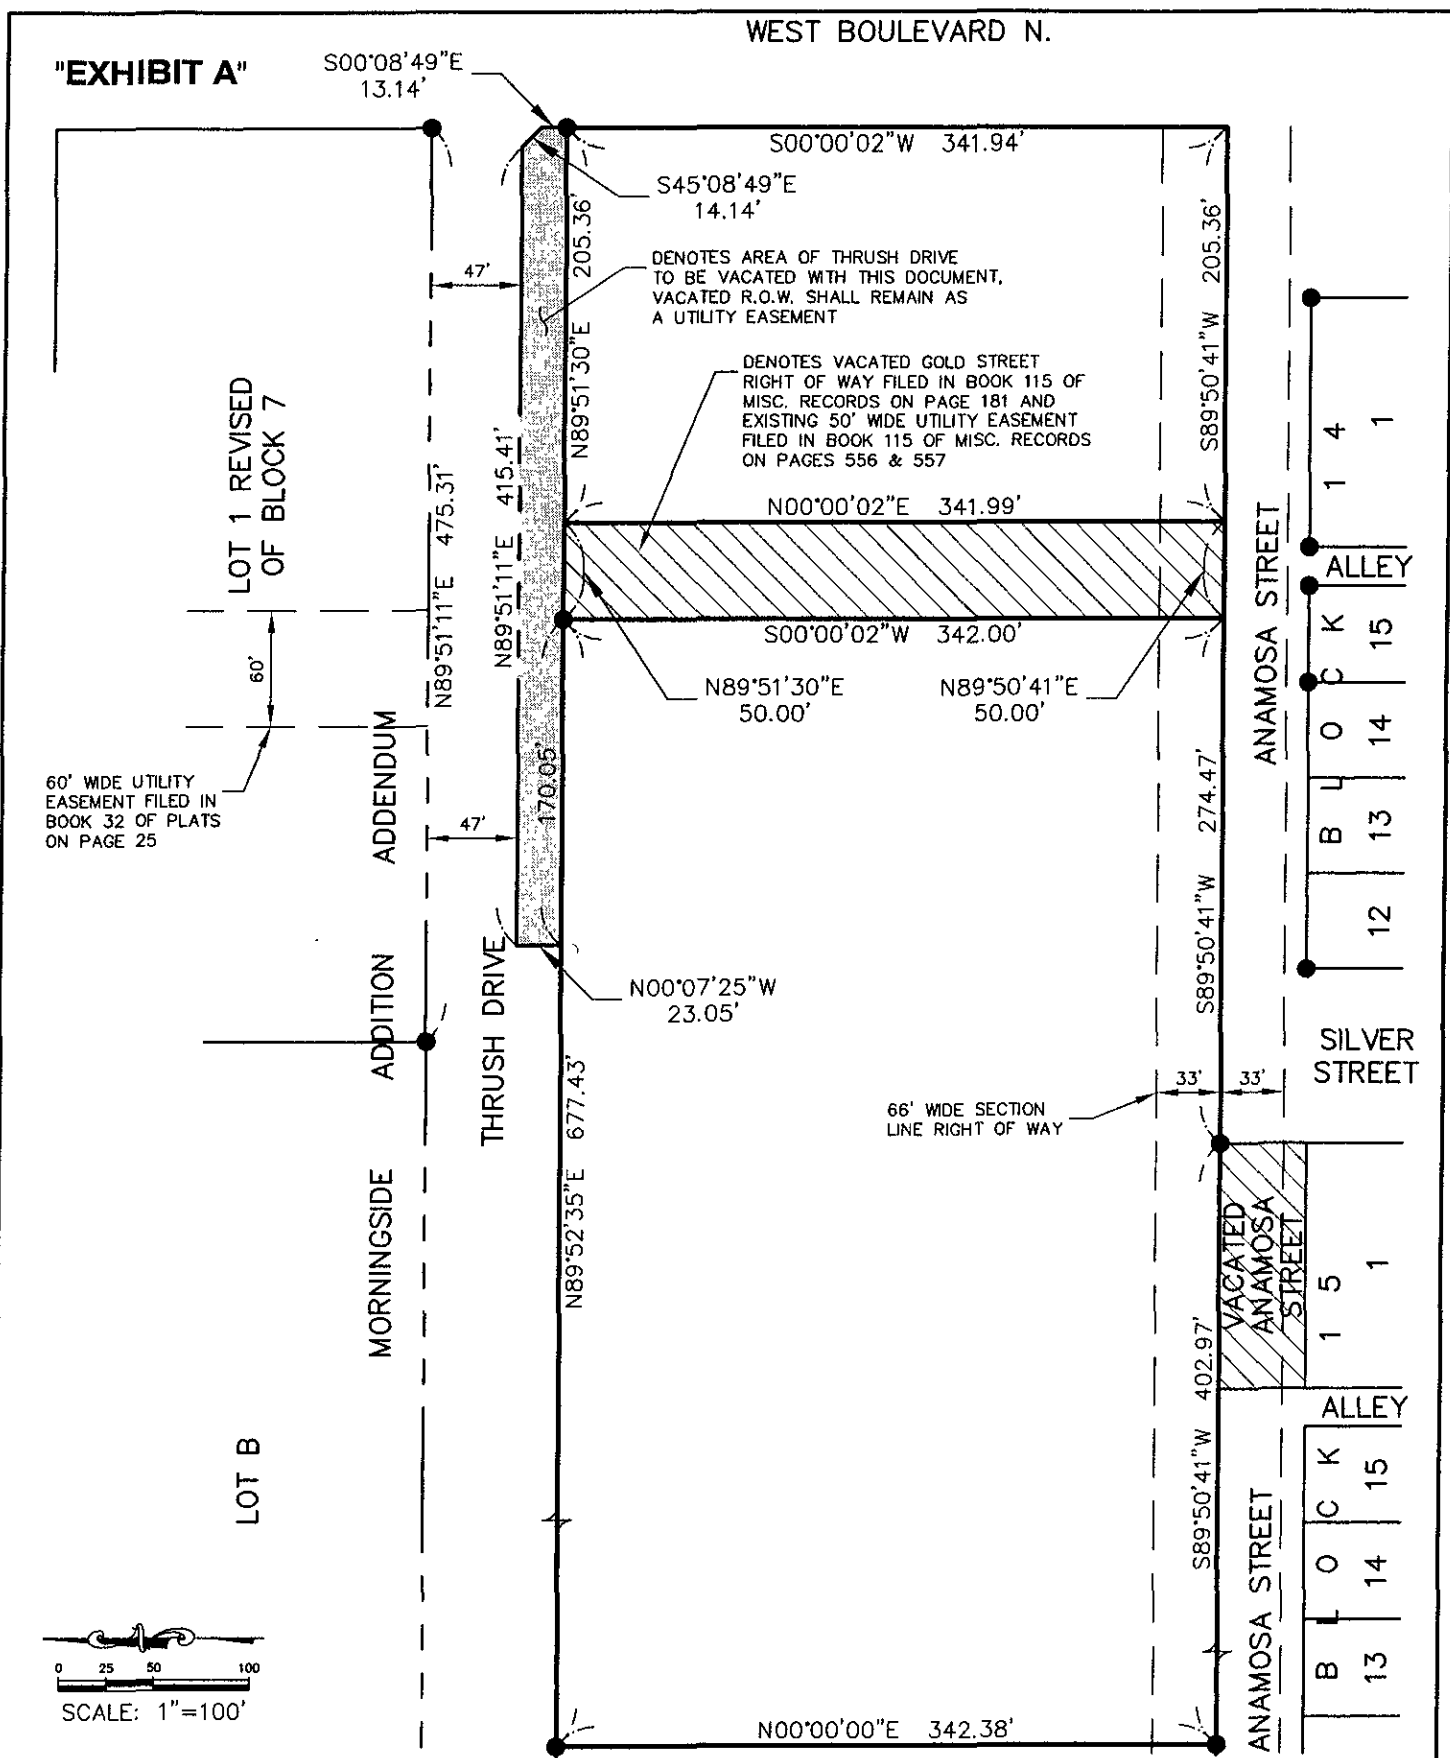 WEST BOULEVARD N.
"EXHIBIT A"
S00°08'49"E
13.14'
S00°00'02"W 341.94'
S45°08'49"E
14.14'
205.36'
N89°51'30"E
S89°50'41"W 205.36'
47'
DENOTES AREA OF THRUSH DRIVE
TO BE VACATED WITH THIS DOCUMENT,
VACATED R.O.W. SHALL REMAIN AS
A UTILITY EASEMENT
DENOTES VACATED GOLD STREET
RIGHT OF WAY FILED IN BOOK 115 OF
MISC. RECORDS ON PAGE 181 AND
EXISTING 50' WIDE UTILITY EASEMENT
FILED IN BOOK 115 OF MISC. RECORDS
ON PAGES 556 & 557
LOT 1 REVISED
OF BLOCK 7
N89°51'11"E 475.31'
N89°51'11"E 415.41'
N00°00'02"E 341.99'
S00°00'02"W 342.00'
N89°51'30"E
50.00'
N89°50'41"E
50.00'
ANAMOSA STREET
1 4
1
ALLEY
BLOCK
15
14
13
12
60'
60' WIDE UTILITY
EASEMENT FILED IN
BOOK 32 OF PLATS
ON PAGE 25
47'
170.05'
S89°50'41"W 274.47'
MORNINGSIDE ADDITION ADDENDUM
THRUSH DRIVE
N00°07'25"W
23.05'
N89°52'35"E 677.43'
SILVER
STREET
33'
33'
66' WIDE SECTION
LINE RIGHT OF WAY
VACATED
ANAMOSA
STREET
1 5
1
S89°50'41"W 402.97'
ALLEY
LOT B
ANAMOSA STREET
BLOCK
15
14
13
0 25 50 100
SCALE: 1"=100'
N00°00'00"E 342.38'